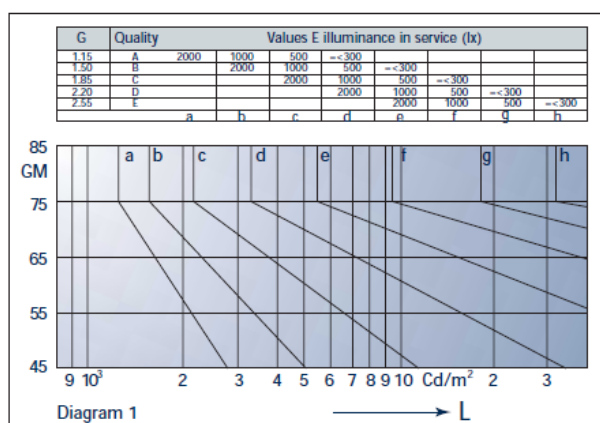 G Quality Values E illuminance in service (lx)
1.15 A 2000 1000 500 =<300
1.50 B 2000 1000 500 =<300
1.85 C 2000 1000 500 =<300
2.20 D 2000 1000 500 =<300
2.55 E 2000 1000 500 =<300
a b c d e f g h
85 a b c d e f g h
GM
75
65
55
45
9 10³ 2 3 4 5 6 7 8 9 10 Cd/m² 2 3
Diagram 1 L